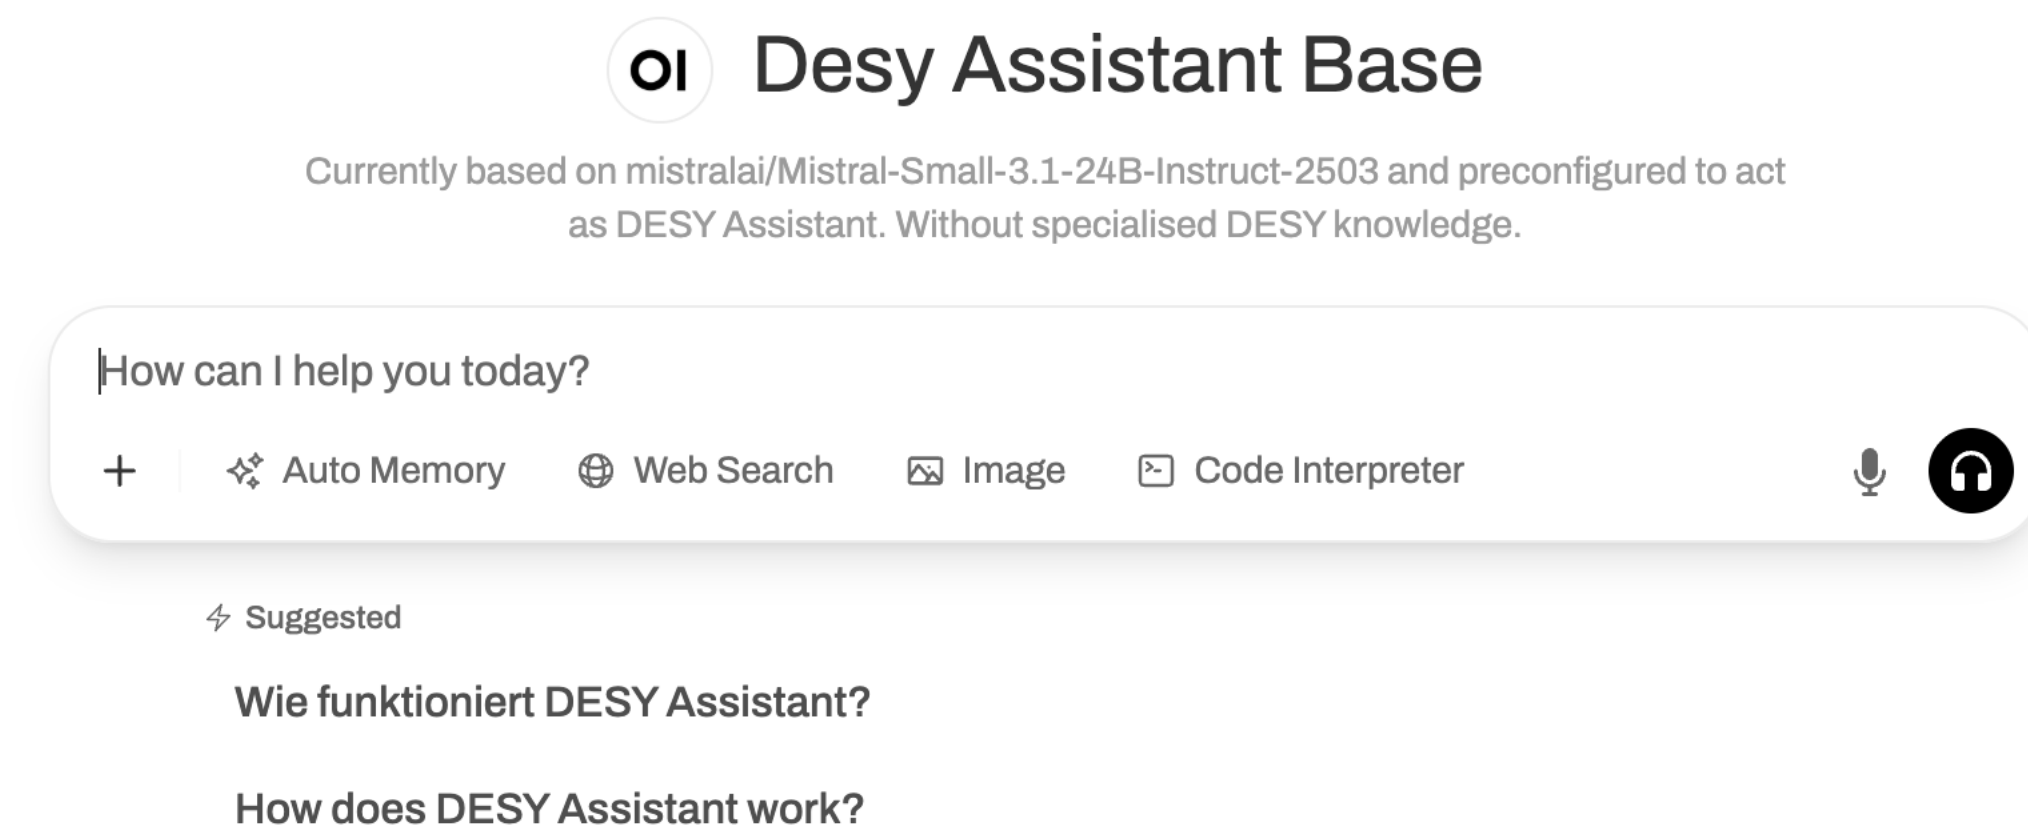 OI Desy Assistant Base
Currently based on mistralai/Mistral-Small-3.1-24B-Instruct-2503 and preconfigured to act
as DESY Assistant. Without specialised DESY knowledge.
How can I help you today?
Auto Memory Web Search Image Code Interpreter
Suggested
Wie funktioniert DESY Assistant?
How does DESY Assistant work?